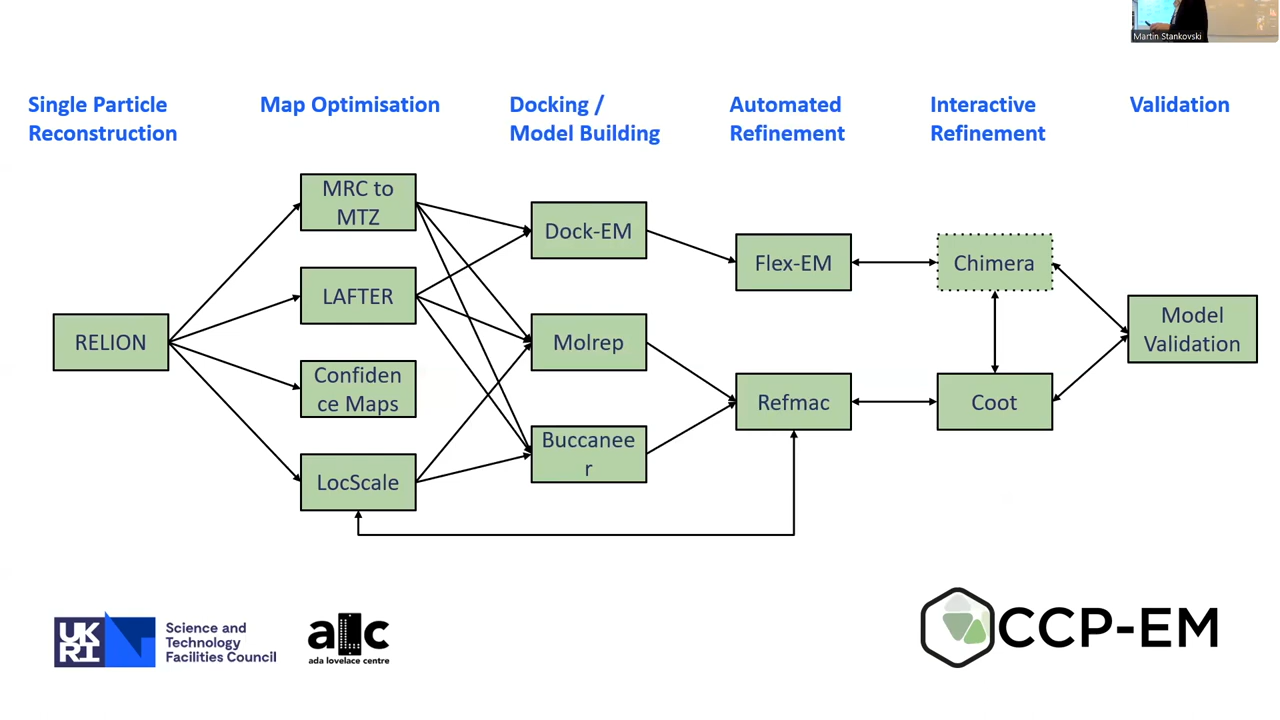 Martin Stankovski
Single Particle
Reconstruction
Map Optimisation
Docking /
Model Building
Automated
Refinement
Interactive
Refinement
Validation
RELION
MRC to
MTZ
LAFTER
Confiden
ce Maps
LocScale
Dock-EM
Molrep
Buccanee
r
Flex-EM
Refmac
Chimera
Coot
Model
Validation
UK
RI
Science and
Technology
Facilities Council
alc
ada lovelace centre
CCP-EM